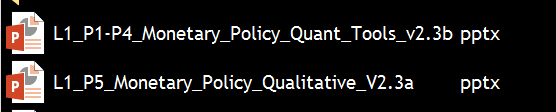 L1_P1-P4_Monetary_Policy_Quant_Tools_v2.3b pptx
L1_P5_Monetary_Policy_Qualitative_V2.3a pptx